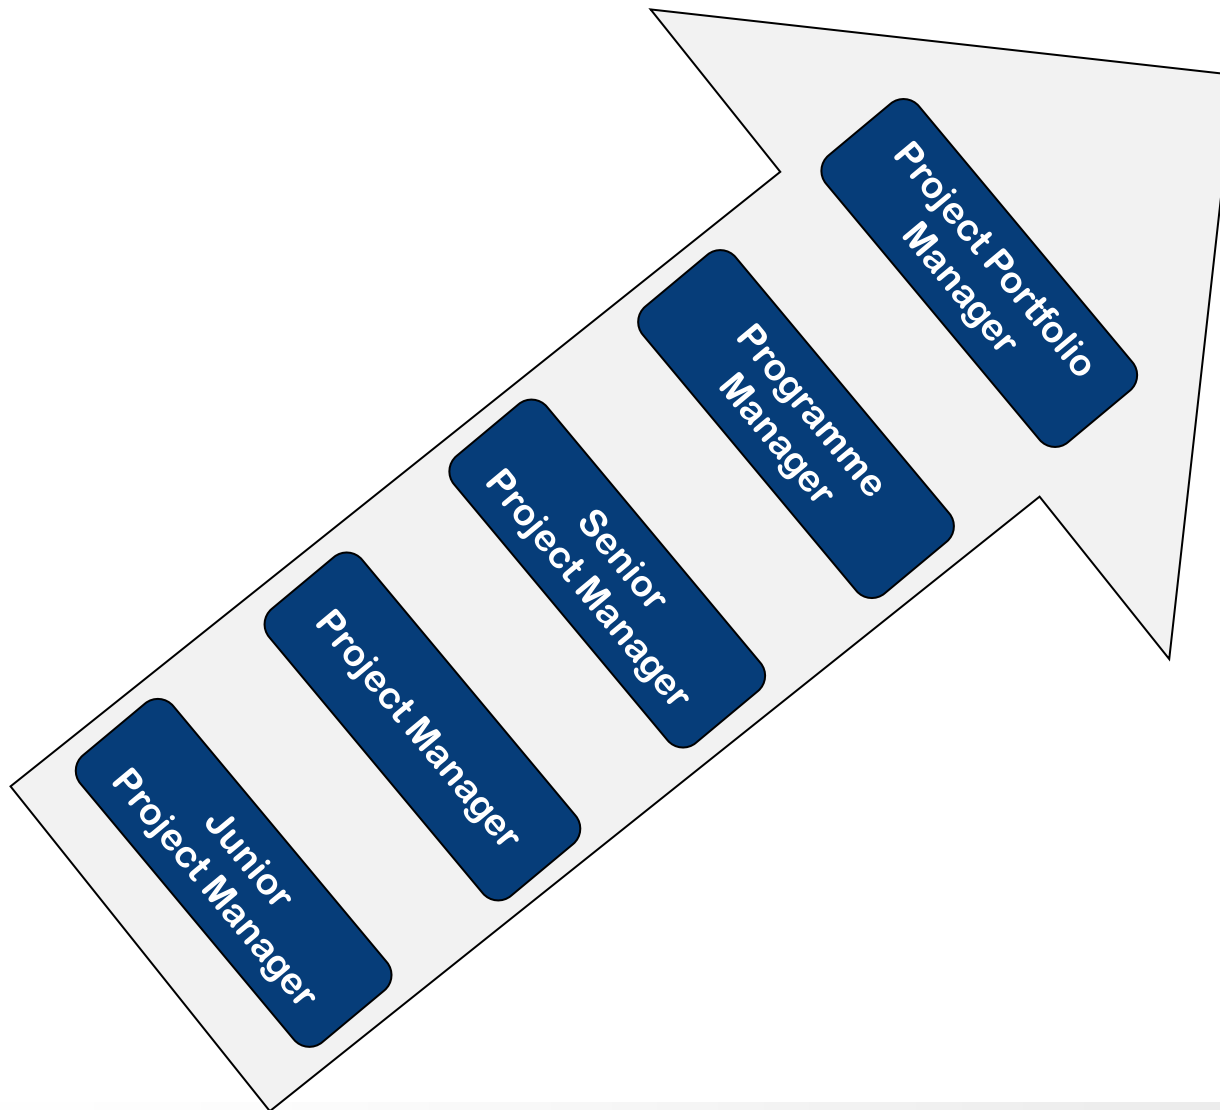 Project Portfolio
Manager
Programme
Manager
Senior
Project Manager
Project Manager
Junior
Project Manager